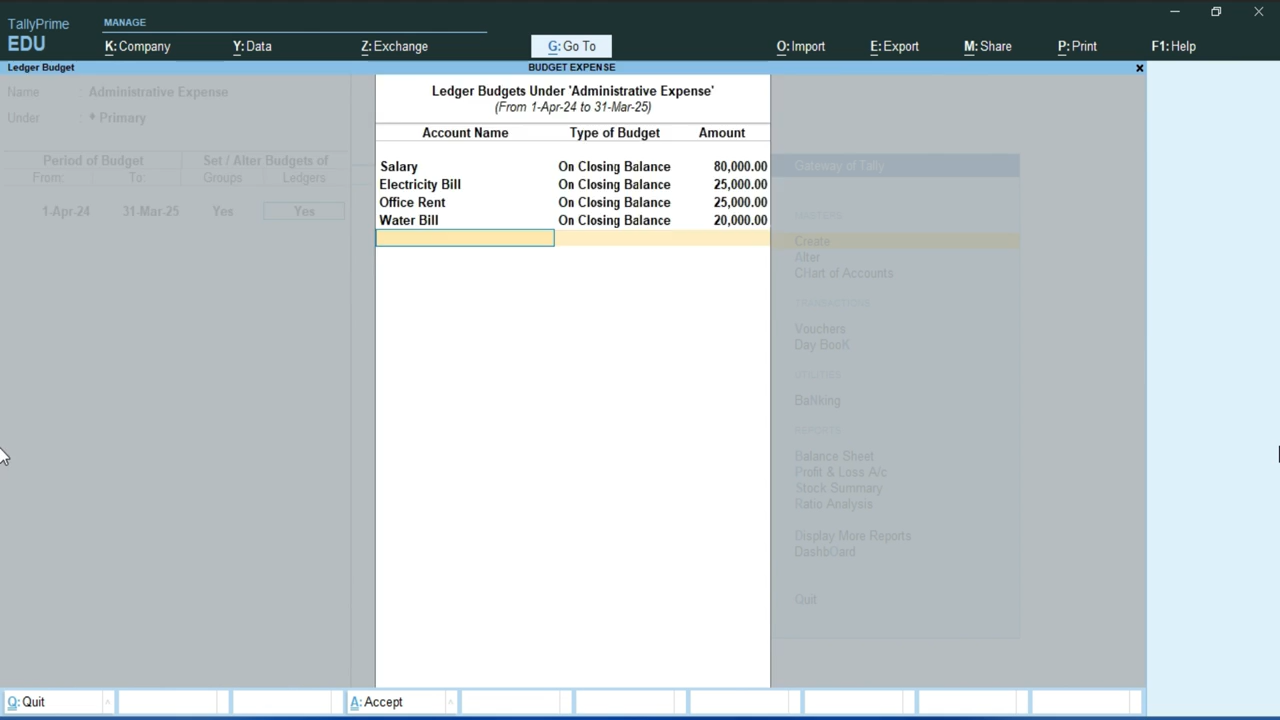 TallyPrime
EDU
MANAGE
K: Company
Y: Data
Z: Exchange
G: Go To
O: Import
E: Export
M: Share
P: Print
F1: Help
Ledger Budget
BUDGET EXPENSE
Name : Administrative Expense
Under : ♦ Primary
Period of Budget Set / Alter Budgets of
From: To: Groups Ledgers
1-Apr-24 31-Mar-25 Yes Yes
Ledger Budgets Under 'Administrative Expense'
(From 1-Apr-24 to 31-Mar-25)
Account Name Type of Budget Amount
Salary On Closing Balance 80,000.00
Electricity Bill On Closing Balance 25,000.00
Office Rent On Closing Balance 25,000.00
Water Bill On Closing Balance 20,000.00
Gateway of Tally
MASTERS
Create
Alter
CHart of Accounts
TRANSACTIONS
Vouchers
Day BooK
UTILITIES
BaNking
REPORTS
Balance Sheet
Profit & Loss A/c
Stock Summary
Ratio Analysis
Display More Reports
DashbOard
Quit
Q: Quit
A: Accept